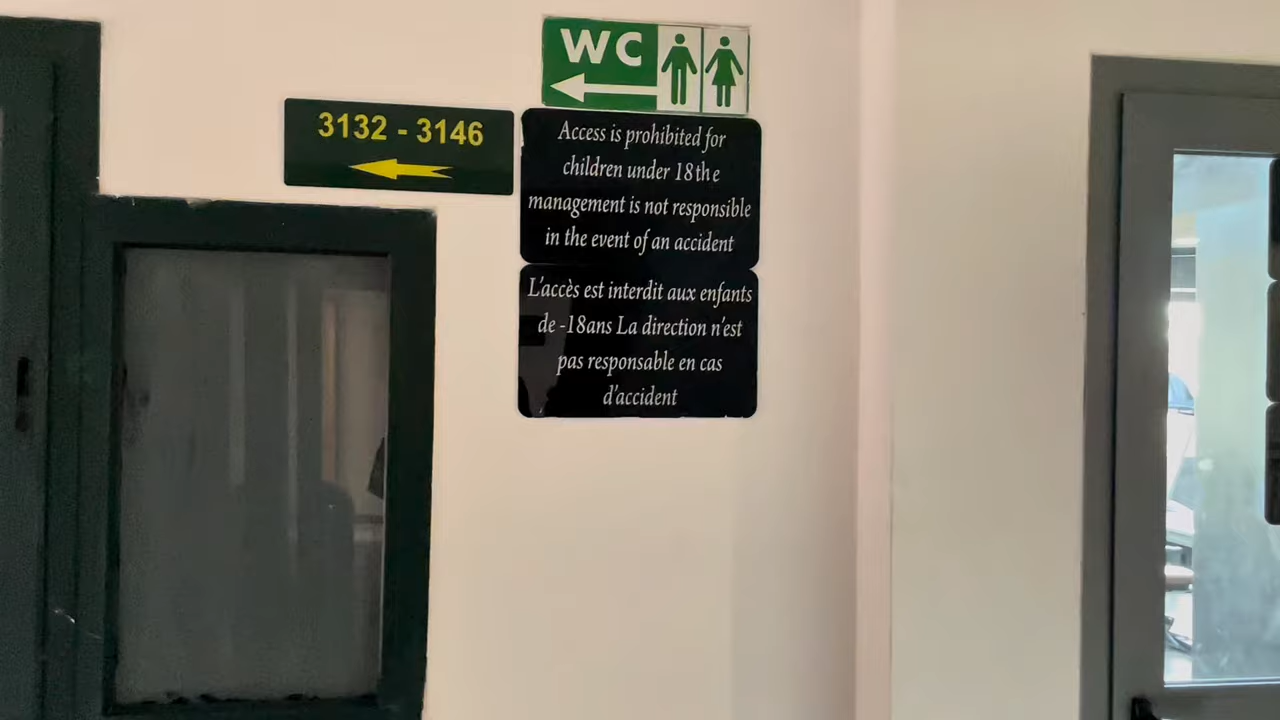 WC
3132 - 3146
Access is prohibited for
children under 18the
management is not responsible
in the event of an accident
L'accès est interdit aux enfants
de -18ans La direction n'est
pas responsable en cas
d'accident